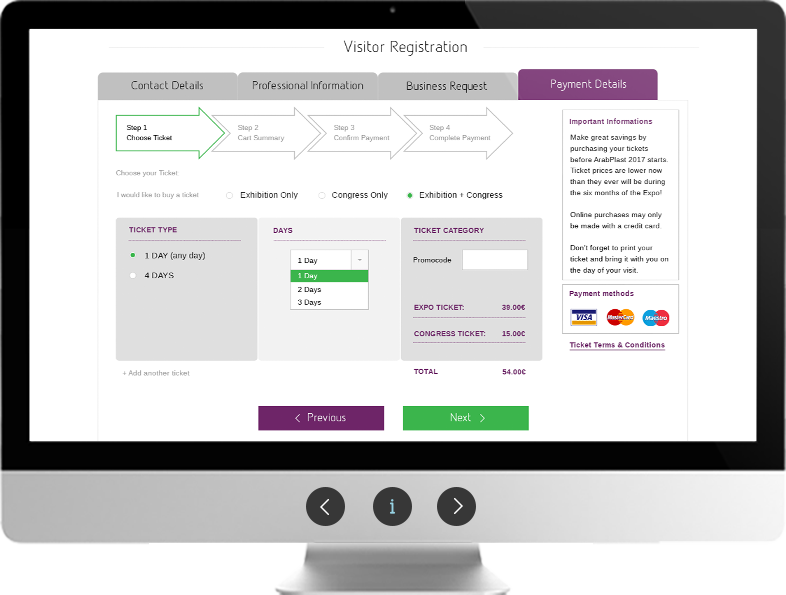 Visitor Registration
Contact Details
Professional Information
Business Request
Payment Details
Step 1
Choose Ticket
Step 2
Cart Summary
Step 3
Confirm Payment
Step 4
Complete Payment
Choose your Ticket
I would like to buy a ticket
Exhibition Only
Congress Only
Exhibition + Congress
TICKET TYPE
1 DAY (any day)
4 DAYS
DAYS
1 Day
1 Day
2 Days
3 Days
TICKET CATEGORY
Promocode
EXPO TICKET: 39.00€
CONGRESS TICKET: 15.00€
TOTAL 54.00€
+ Add another ticket
Previous
Next
Important Informations
Make great savings by
purchasing your tickets
before ArabPlast 2017 starts.
Ticket prices are lower now
than they ever will be during
the six months of the Expo!
Online purchases may only
be made with a credit card.
Don't forget to print your
ticket and bring it with you on
the day of your visit.
Payment methods
VISA
MasterCard
Maestro
Ticket Terms & Conditions
i